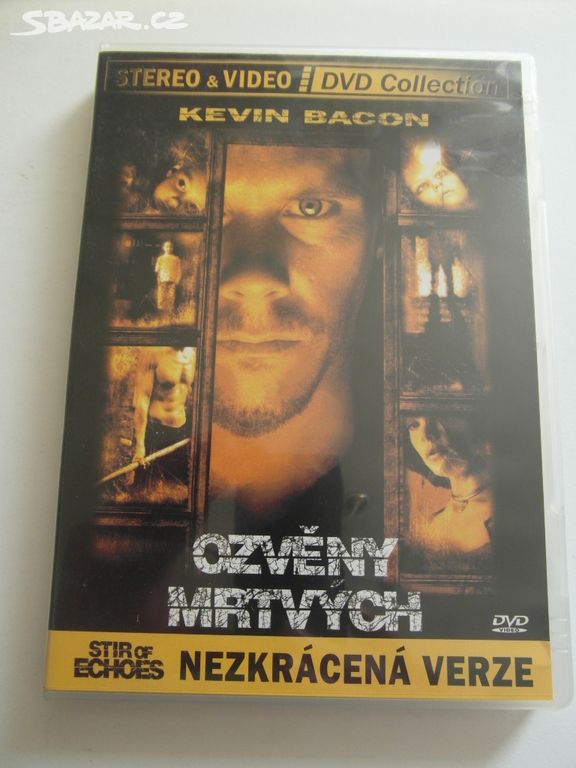 SBAZAR.CZ
STEREO & VIDEO DVD Collection
KEVIN BACON
OZVĚNY
MRTVÝCH
DVD
VIDEO
STIR OF
ECHOES
NEZKRÁCENÁ VERZE